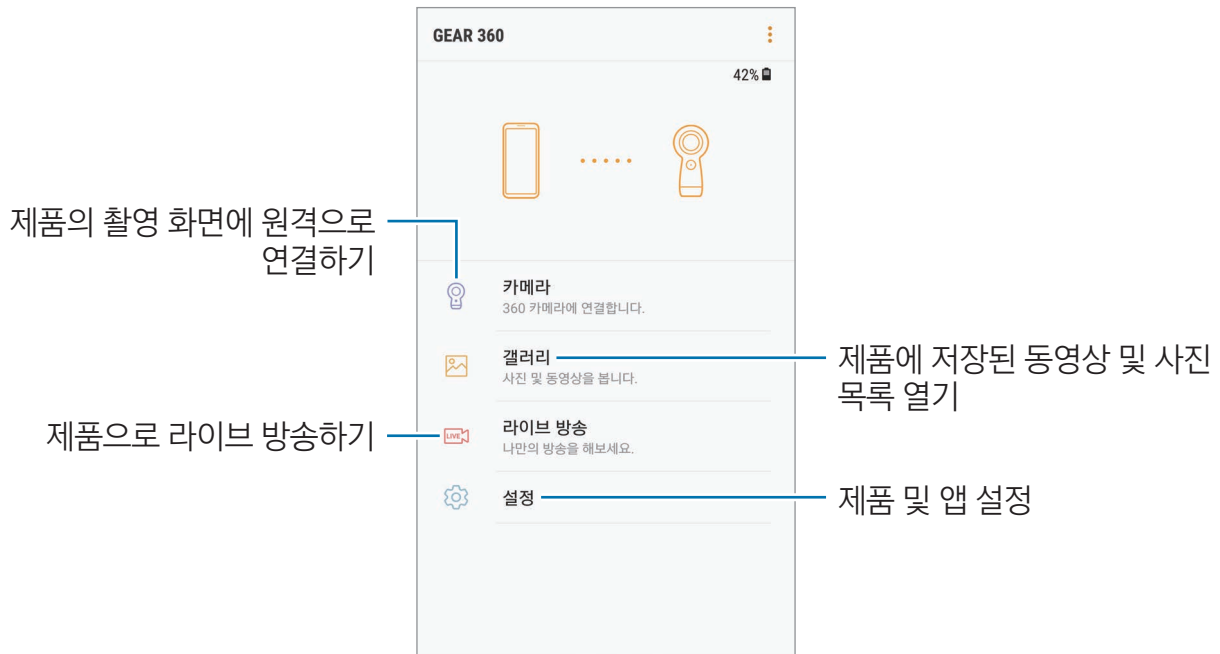 GEAR 360
42%
제품의 촬영 화면에 원격으로
연결하기
카메라
360 카메라에 연결합니다.
갤러리
사진 및 동영상을 봅니다.
제품에 저장된 동영상 및 사진
목록 열기
제품으로 라이브 방송하기
LIVE
라이브 방송
나만의 방송을 해보세요.
설정
제품 및 앱 설정